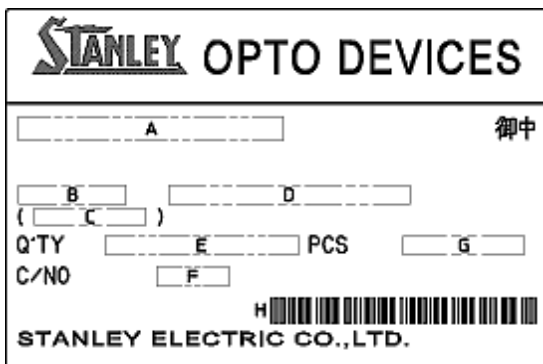 STANLEY OPTO DEVICES
A 御中
B D
( C )
Q'TY E PCS G
C/NO F
H
STANLEY ELECTRIC CO.,LTD.